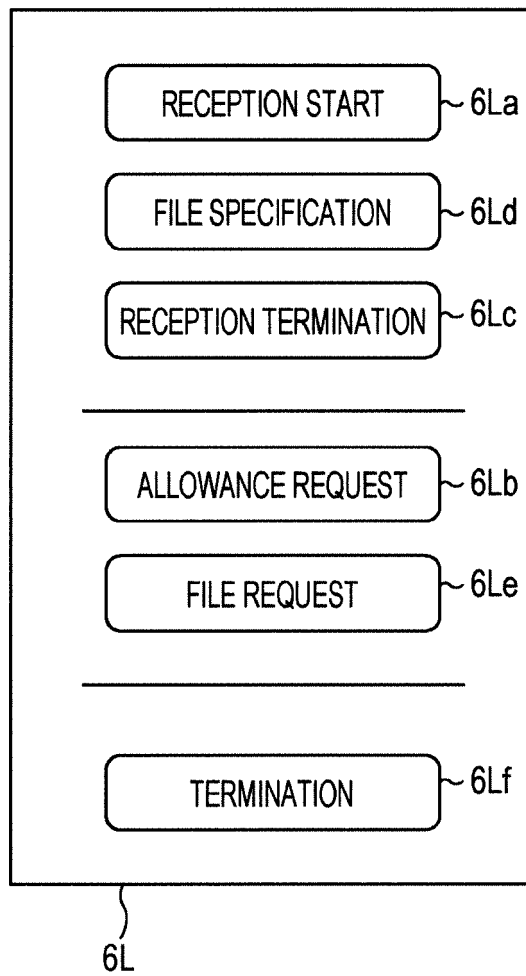 RECEPTION START 6La
FILE SPECIFICATION 6Ld
RECEPTION TERMINATION 6Lc
ALLOWANCE REQUEST 6Lb
FILE REQUEST 6Le
TERMINATION 6Lf
6L